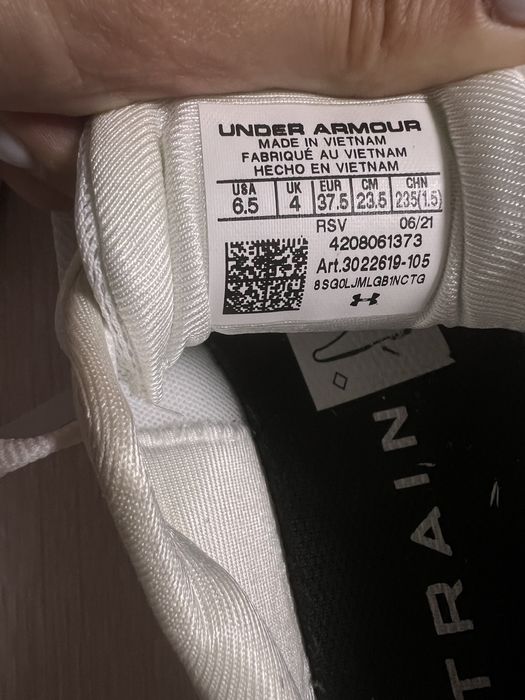 UNDER ARMOUR
MADE IN VIETNAM
FABRIQUÉ AU VIETNAM
HECHO EN VIETNAM
USA UK EUR CM CHN
6.5 4 37.5 23.5 235(1.5)
RSV 06/21
4208061373
Art.3022619-105
8SG0LJMLGB1NCTG
TRAIN